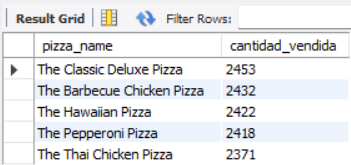 Result Grid Filter Rows:
pizza_name cantidad_vendida
The Classic Deluxe Pizza 2453
The Barbecue Chicken Pizza 2432
The Hawaiian Pizza 2422
The Pepperoni Pizza 2418
The Thai Chicken Pizza 2371